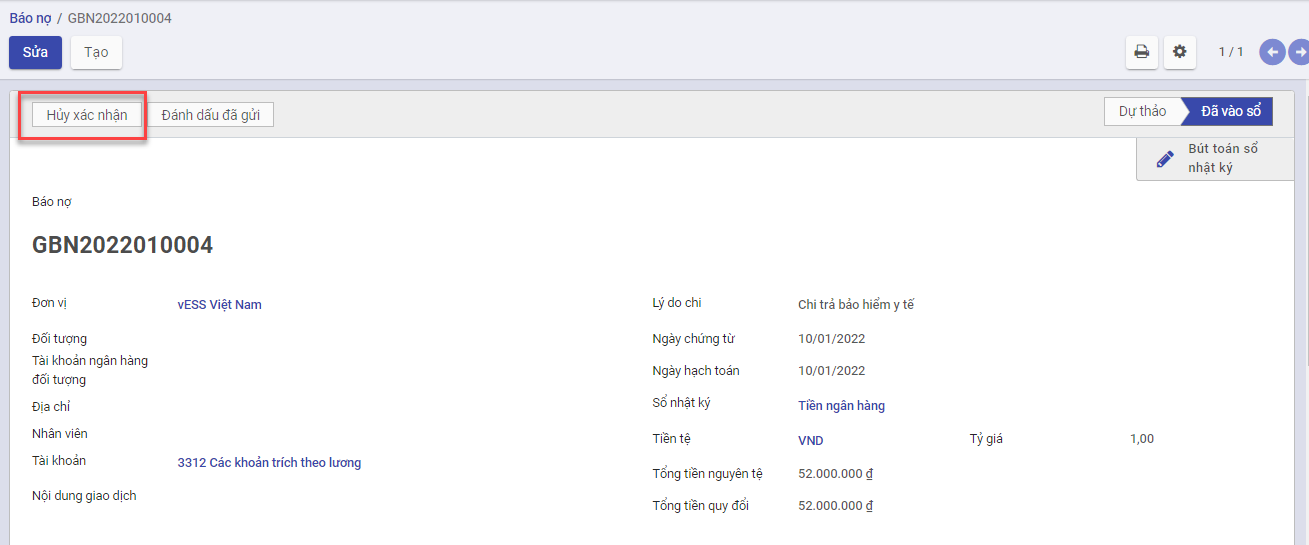 Báo nợ / GBN2022010004
Sửa
Tạo
1 / 1
Hủy xác nhận
Đánh dấu đã gửi
Dự thảo
Đã vào sổ
Bút toán sổ
nhật ký
Báo nợ
GBN2022010004
Đơn vị
vESS Việt Nam
Đối tượng
Tài khoản ngân hàng
đối tượng
Địa chỉ
Nhân viên
Tài khoản
3312 Các khoản trích theo lương
Nội dung giao dịch
Lý do chi
Chi trả bảo hiểm y tế
Ngày chứng từ
10/01/2022
Ngày hạch toán
10/01/2022
Sổ nhật ký
Tiền ngân hàng
Tiền tệ
VND
Tỷ giá
1,00
Tổng tiền nguyên tệ
52.000.000 ₫
Tổng tiền quy đổi
52.000.000 ₫